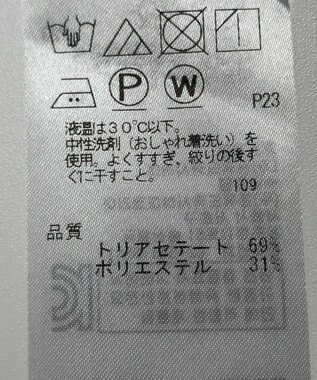 P W P23
液温は30℃以下。
中性洗剤（おしゃれ着洗い）を
使用。よくすすぎ、絞りの後す
ぐに干すこと。
109
品質
トリアセテート 69%
ポリエステル 31%